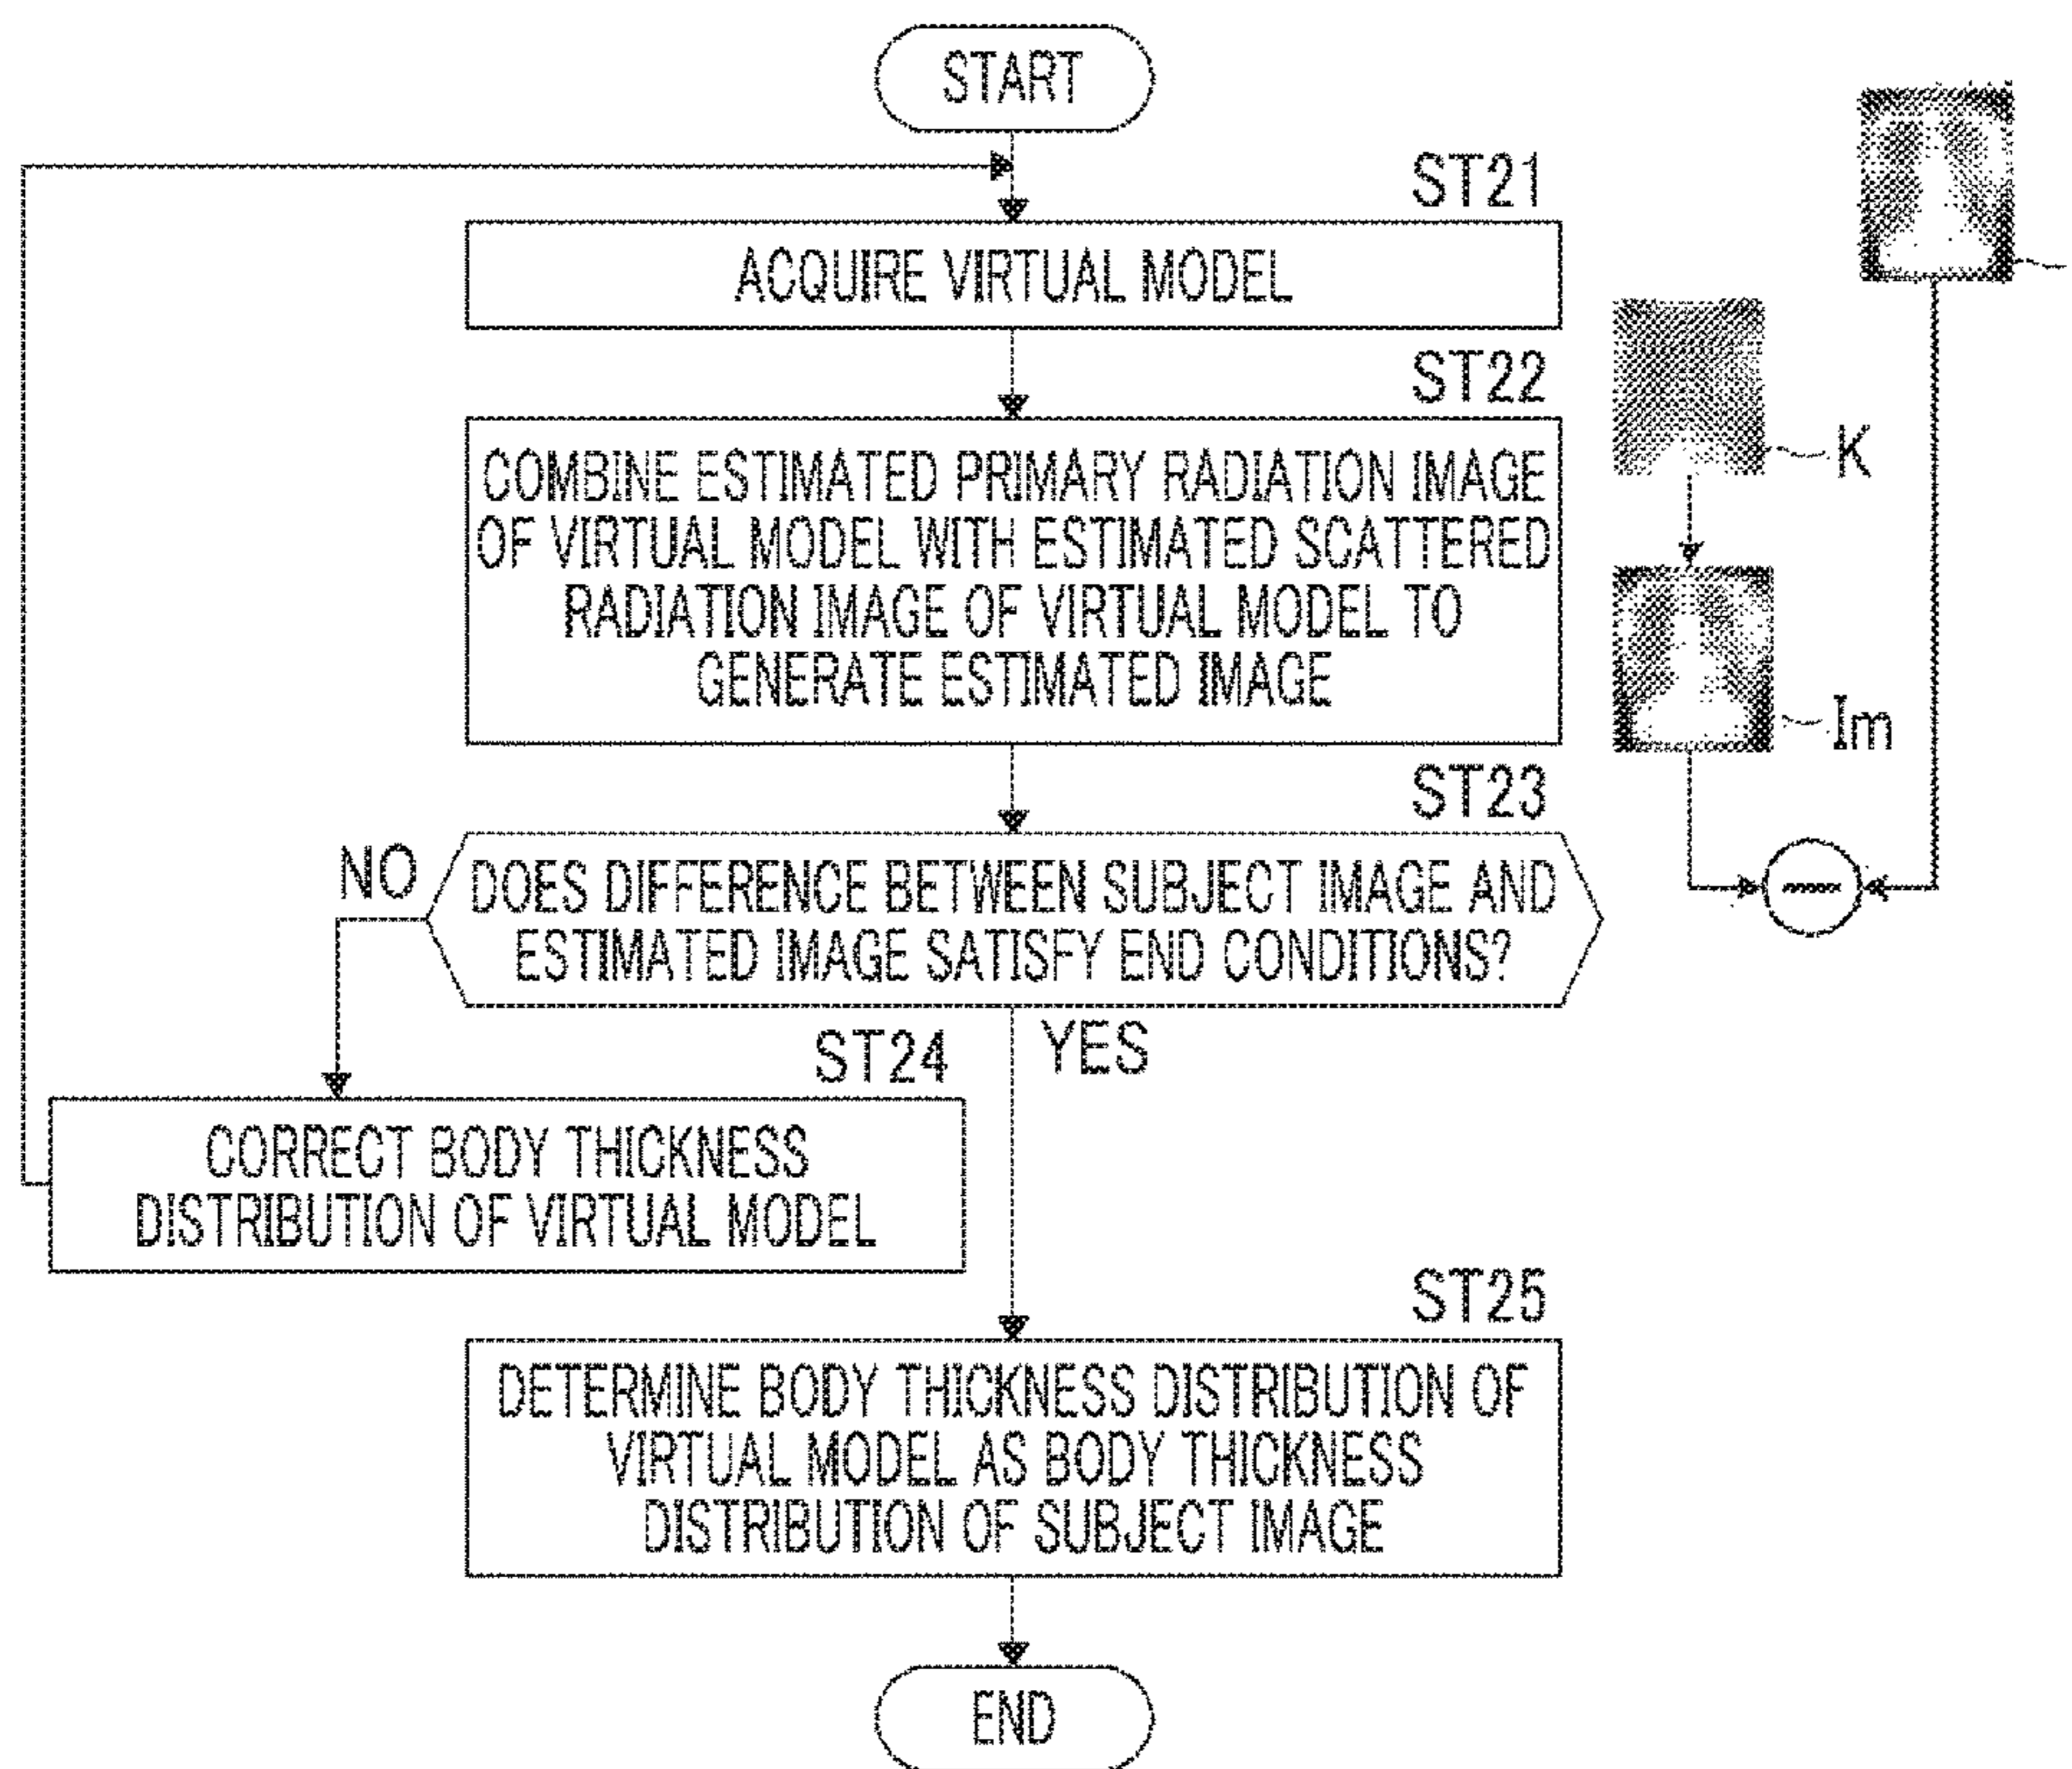 START
ST21
ACQUIRE VIRTUAL MODEL
ST22
COMBINE ESTIMATED PRIMARY RADIATION IMAGE
OF VIRTUAL MODEL WITH ESTIMATED SCATTERED
RADIATION IMAGE OF VIRTUAL MODEL TO
GENERATE ESTIMATED IMAGE
K
Im
ST23
NO
DOES DIFFERENCE BETWEEN SUBJECT IMAGE AND
ESTIMATED IMAGE SATISFY END CONDITIONS?
YES
ST24
CORRECT BODY THICKNESS
DISTRIBUTION OF VIRTUAL MODEL
ST25
DETERMINE BODY THICKNESS DISTRIBUTION OF
VIRTUAL MODEL AS BODY THICKNESS
DISTRIBUTION OF SUBJECT IMAGE
END